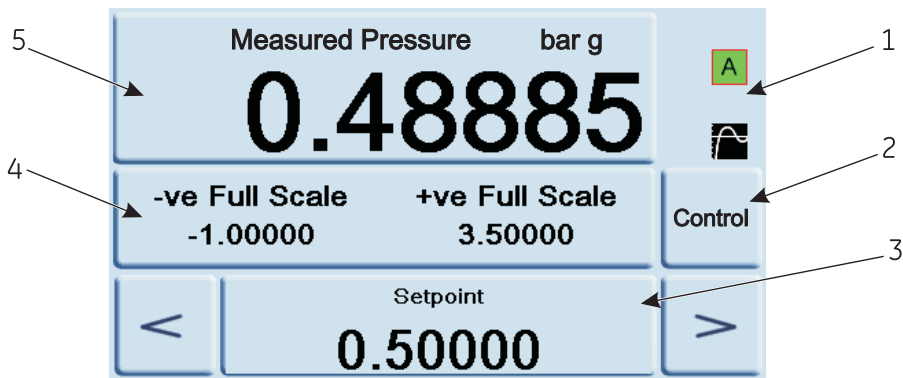 5
Measured Pressure bar g
1
A
0.48885
2
4
-ve Full Scale +ve Full Scale
-1.00000 3.50000
Control
3
< Setpoint >
0.50000